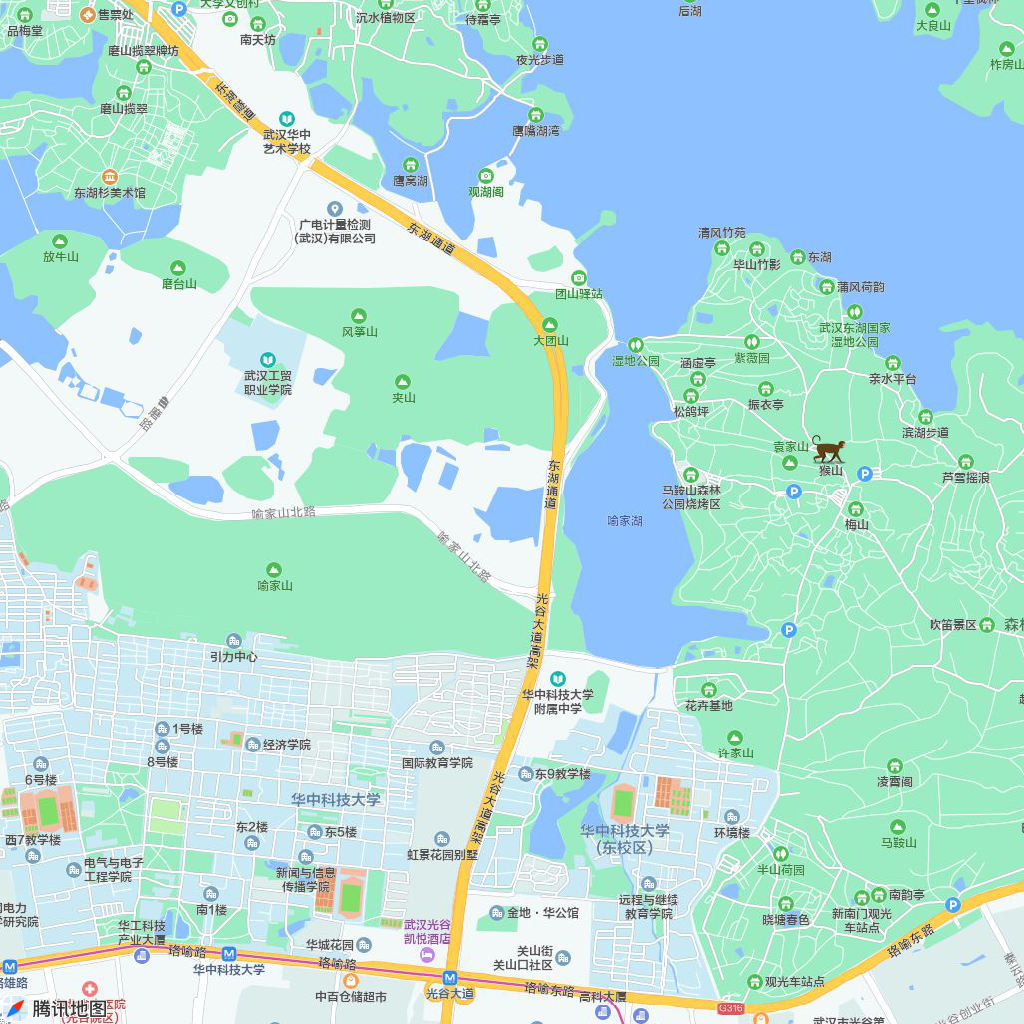 品梅堂
售票处
大李文创村
南天坊
沉水植物区
待霜亭
后湖
大良山
柞房山
磨山揽翠牌坊
夜光步道
磨山揽翠
东湖隧道
武汉华中
艺术学校
鹰嘴湖湾
东湖杉美术馆
鹰窝湖
观湖阁
广电计量检测
(武汉)有限公司
东湖通道
清风竹苑
毕山竹影
东湖
放牛山
磨台山
团山驿站
蒲风荷韵
风筝山
大团山
武汉东湖国家
湿地公园
湿地公园
紫薇园
涵虚亭
亲水平台
武汉工贸
职业学院
夹山
松鸽坪
振衣亭
滨湖步道
袁家山
猴山
芦雪摇浪
东湖通道
马鞍山森林
公园烧烤区
喻家山北路
喻家湖
梅山
喻家山北路
喻家山
光谷大道高架
吹笛景区
引力中心
华中科技大学
附属中学
花卉基地
1号楼
经济学院
8号楼
国际教育学院
许家山
6号楼
东9教学楼
凌霄阁
光谷大道高架
华中科技大学
东2楼
东5楼
华中科技大学
(东校区)
环境楼
西7教学楼
虹景花园别墅
马鞍山
电气与电子
工程学院
新闻与信息
传播学院
半山荷园
远程与继续
教育学院
南1楼
金地·华公馆
晓塘春色
南韵亭
新南门观光
车站点
华工科技
产业大厦
武汉光谷
凯悦酒店
华城花园
关山街
关山口社区
珞喻路
珞喻路
珞喻东路
珞喻东路
华中科技大学
中百仓储超市
光谷大道
高科大厦
观光车站点
G316
秦云路
光谷创业街
腾讯地图